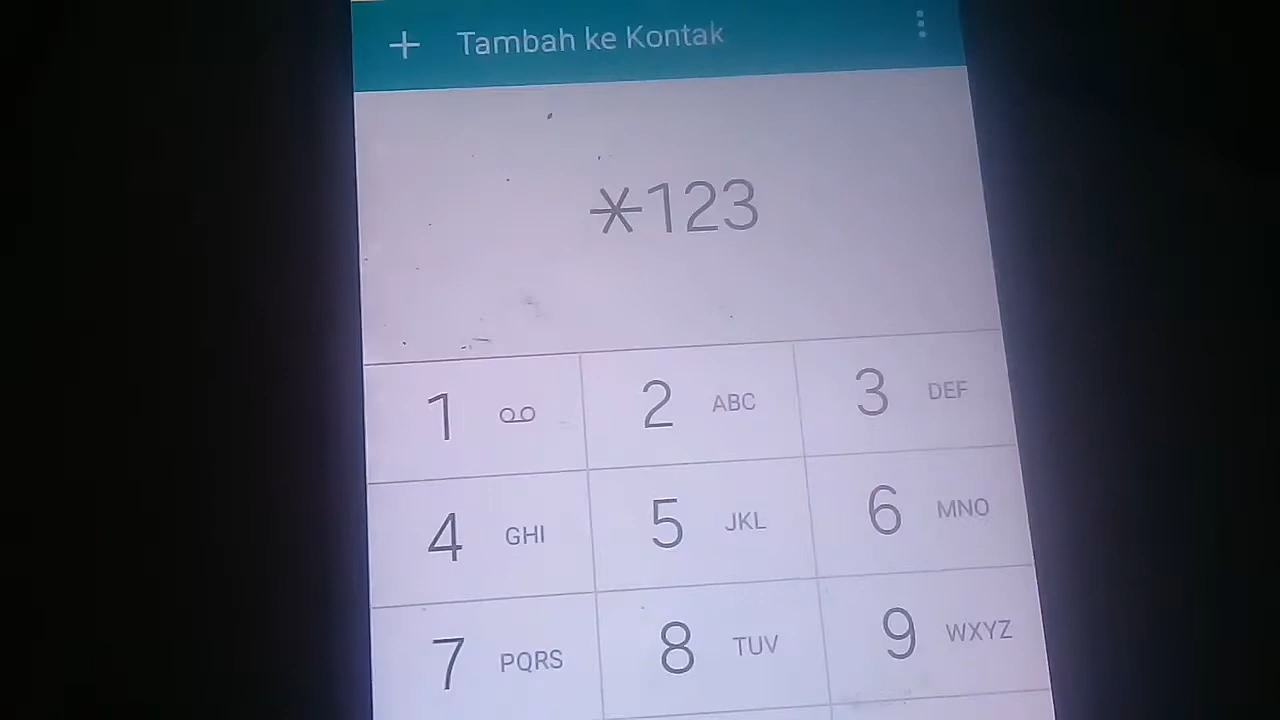 + Tambah ke Kontak
*123
1 2 ABC 3 DEF
4 GHI 5 JKL 6 MNO
7 PQRS 8 TUV 9 WXYZ